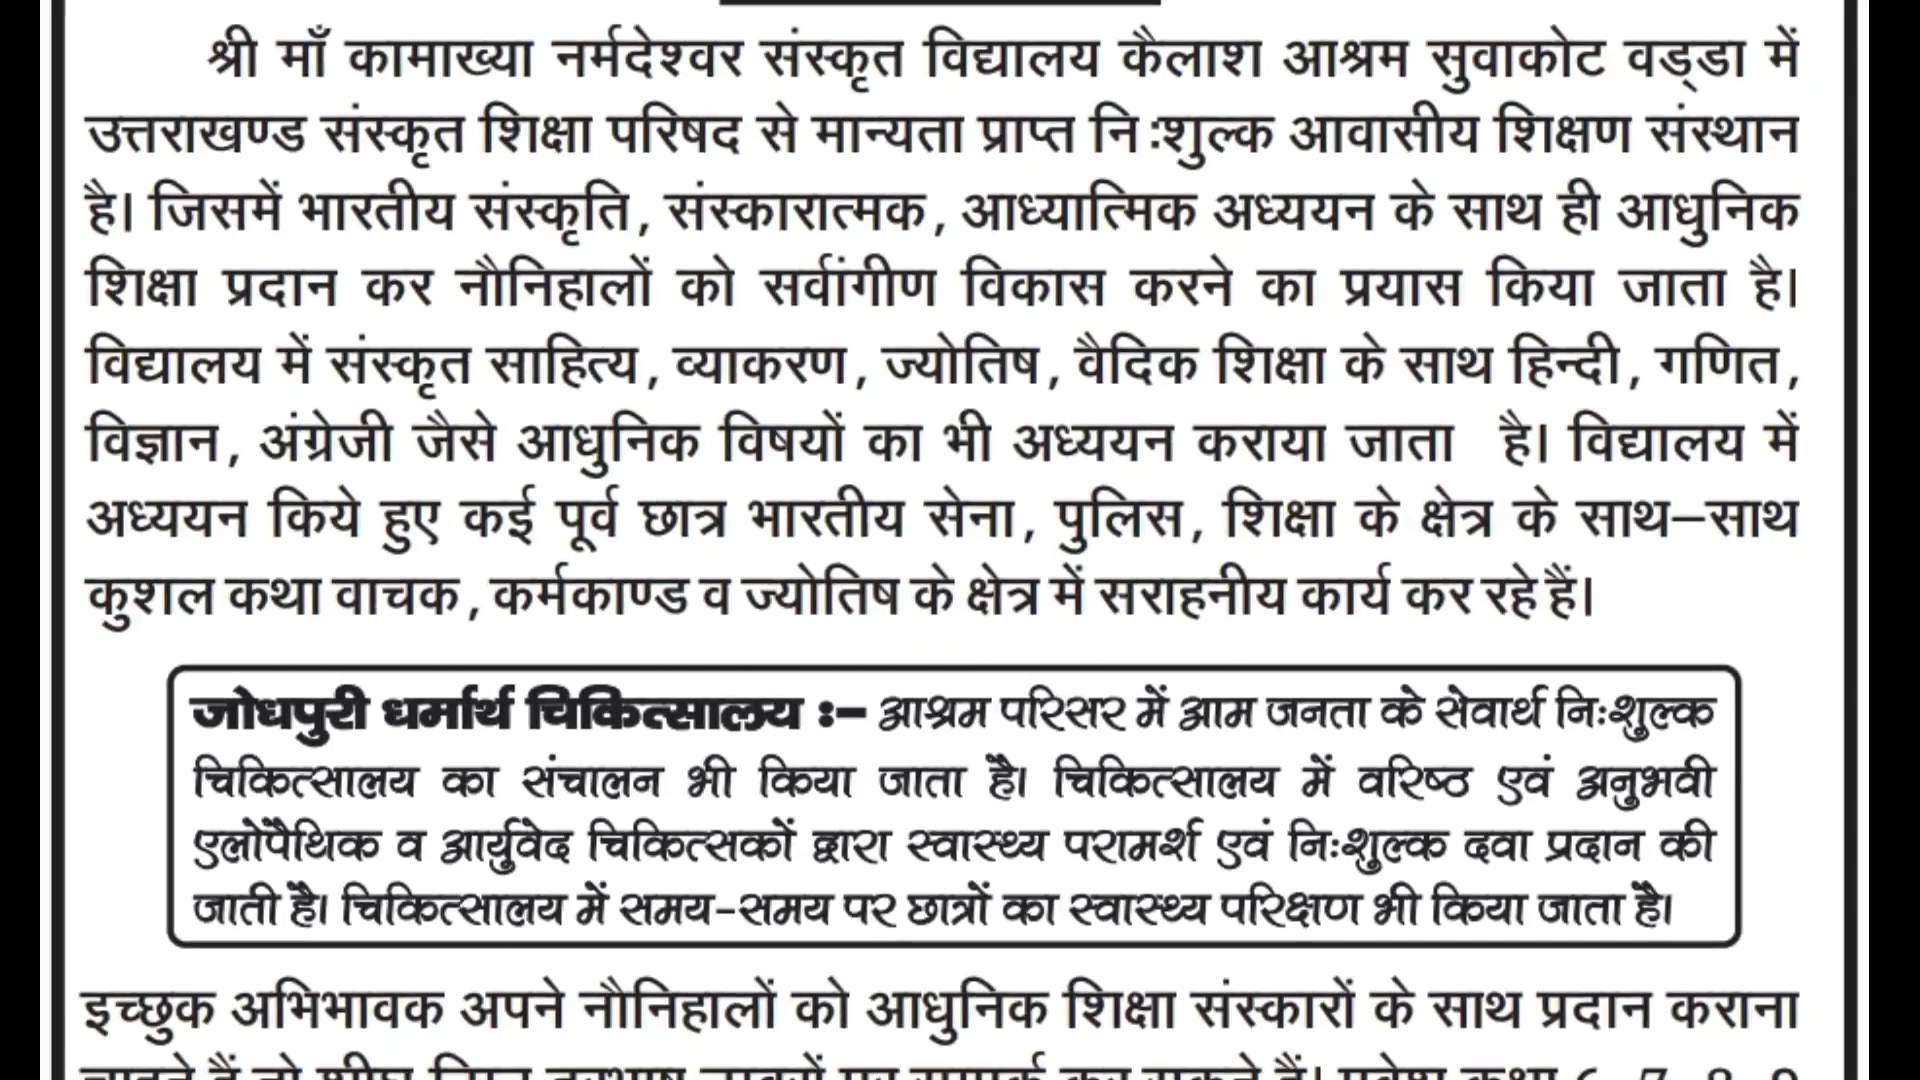 श्री माँ कामाख्या नर्मदेश्वर संस्कृत विद्यालय कैलाश आश्रम सुवाकोट वड्डा में
उत्तराखण्ड संस्कृत शिक्षा परिषद से मान्यता प्राप्त निःशुल्क आवासीय शिक्षण संस्थान
है। जिसमें भारतीय संस्कृति, संस्कारात्मक, आध्यात्मिक अध्ययन के साथ ही आधुनिक
शिक्षा प्रदान कर नौनिहालों को सर्वांगीण विकास करने का प्रयास किया जाता है।
विद्यालय में संस्कृत साहित्य, व्याकरण, ज्योतिष, वैदिक शिक्षा के साथ हिन्दी, गणित,
विज्ञान, अंग्रेजी जैसे आधुनिक विषयों का भी अध्ययन कराया जाता है। विद्यालय में
अध्ययन किये हुए कई पूर्व छात्र भारतीय सेना, पुलिस, शिक्षा के क्षेत्र के साथ–साथ
कुशल कथा वाचक, कर्मकाण्ड व ज्योतिष के क्षेत्र में सराहनीय कार्य कर रहे हैं।
जोधपुरी धर्मार्थ चिकित्सालय :– आश्रम परिसर में आम जनता के सेवार्थ निःशुल्क
चिकित्सालय का संचालन भी किया जाता है। चिकित्सालय में वरिष्ठ एवं अनुभवी
एलोपैथिक व आर्युवेद चिकित्सकों द्वारा स्वास्थ्य परामर्श एवं निःशुल्क दवा प्रदान की
जाती है। चिकित्सालय में समय-समय पर छात्रों का स्वास्थ्य परिक्षण भी किया जाता है।
इच्छुक अभिभावक अपने नौनिहालों को आधुनिक शिक्षा संस्कारों के साथ प्रदान कराना